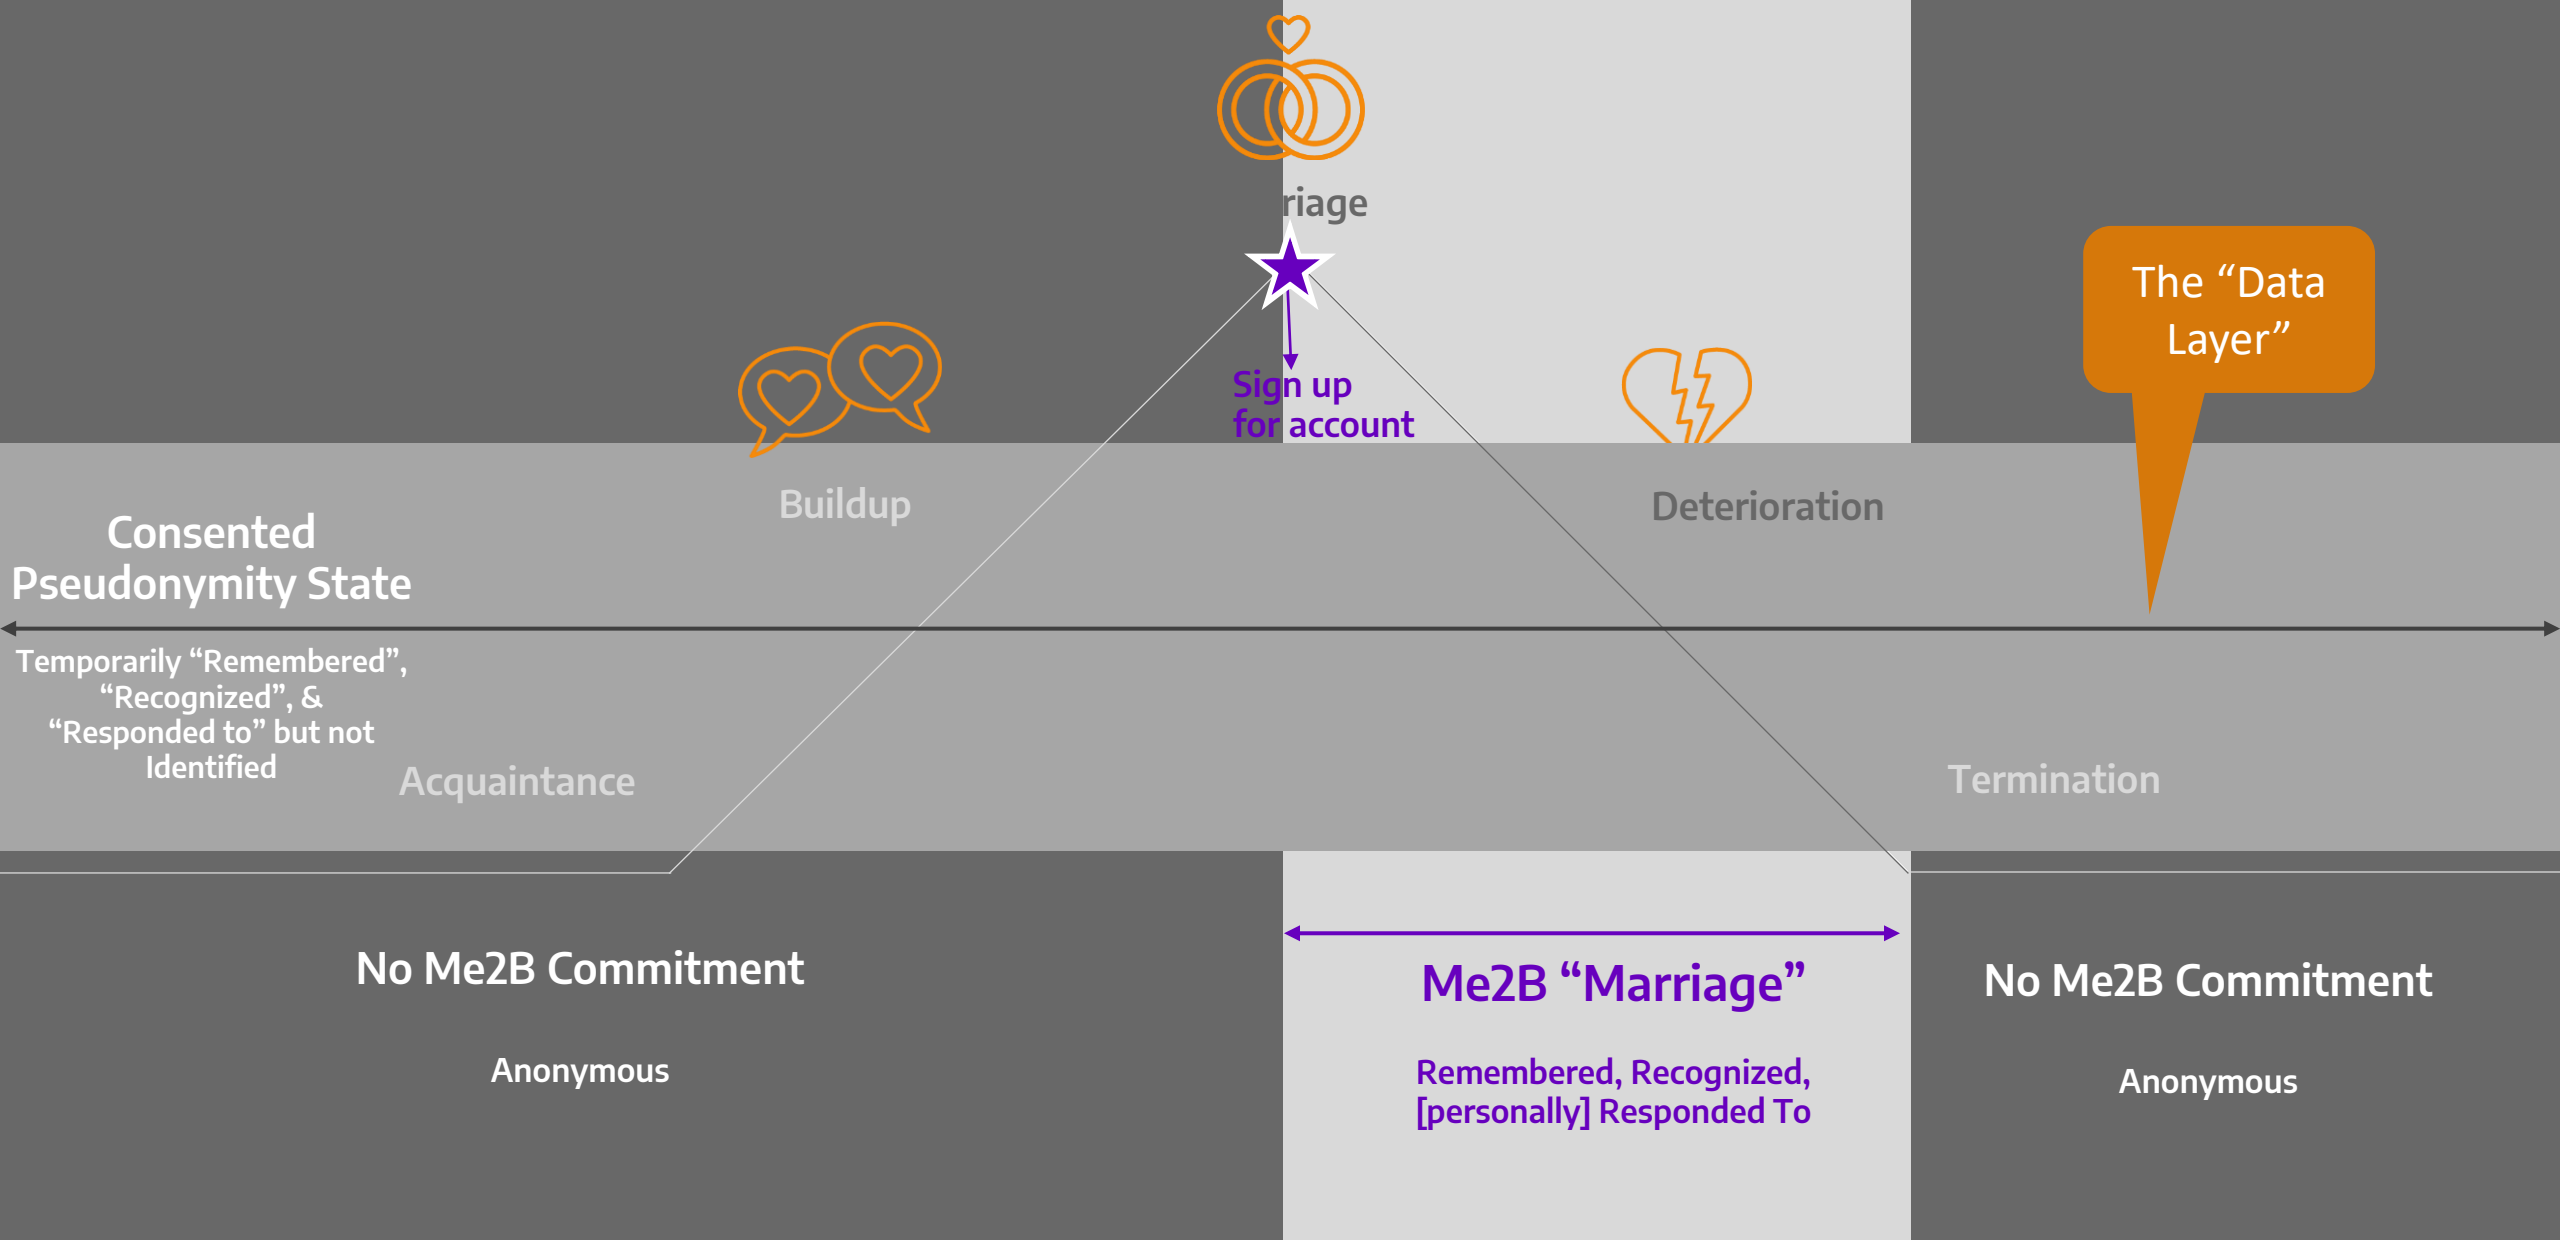 riage
The “Data
Layer”
Sign up
for account
Buildup
Deterioration
Consented
Pseudonymity State
Temporarily “Remembered”,
“Recognized”, &
“Responded to” but not
Identified
Acquaintance
Termination
No Me2B Commitment
Anonymous
Me2B “Marriage”
Remembered, Recognized,
[personally] Responded To
No Me2B Commitment
Anonymous